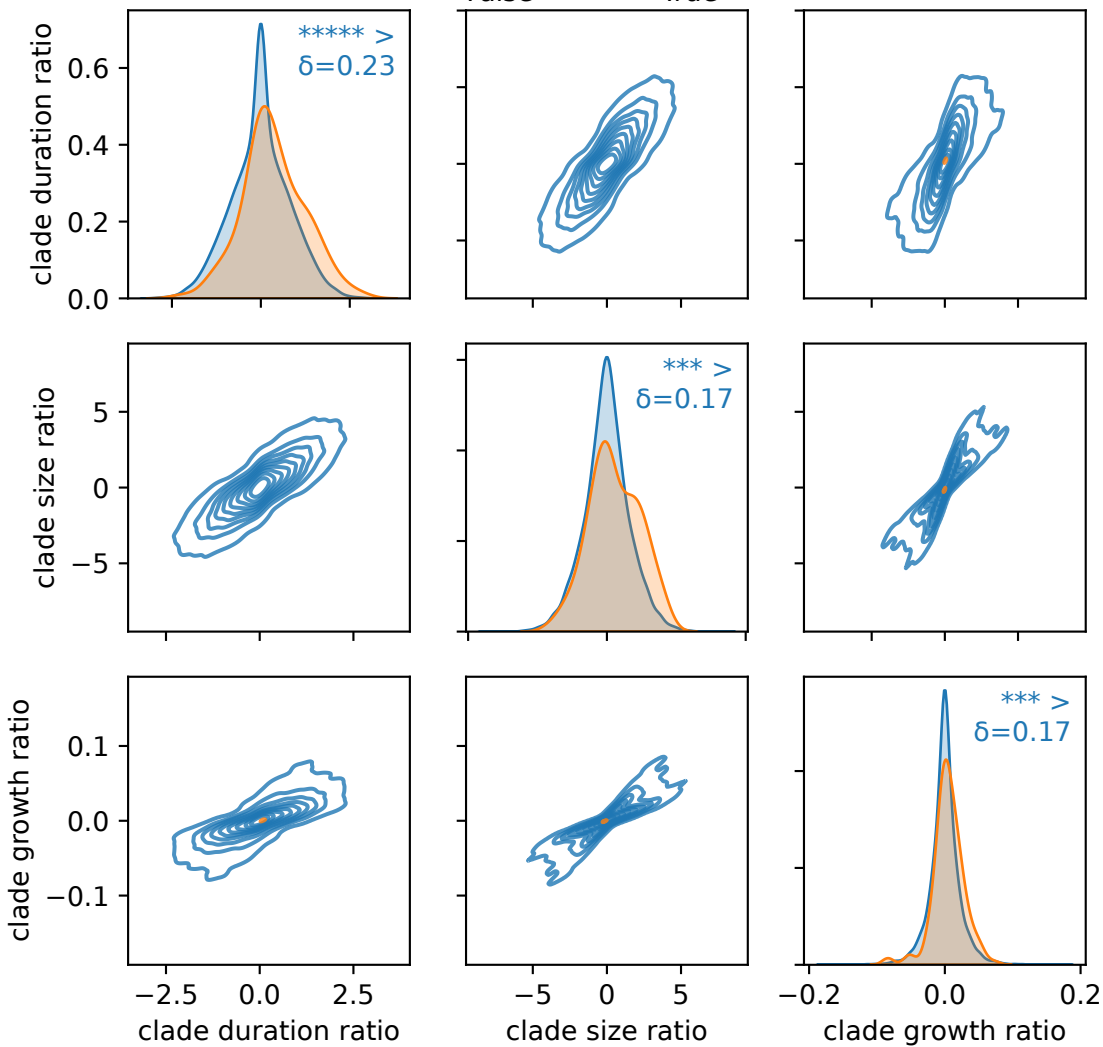 ***** >
δ=0.23
clade duration ratio
0.6
0.4
0.2
0.0
*** >
δ=0.17
clade size ratio
5
0
−5
*** >
δ=0.17
clade growth ratio
0.1
0.0
−0.1
−2.5 0.0 2.5
−5 0 5
−0.2 0.0 0.2
clade duration ratio
clade size ratio
clade growth ratio